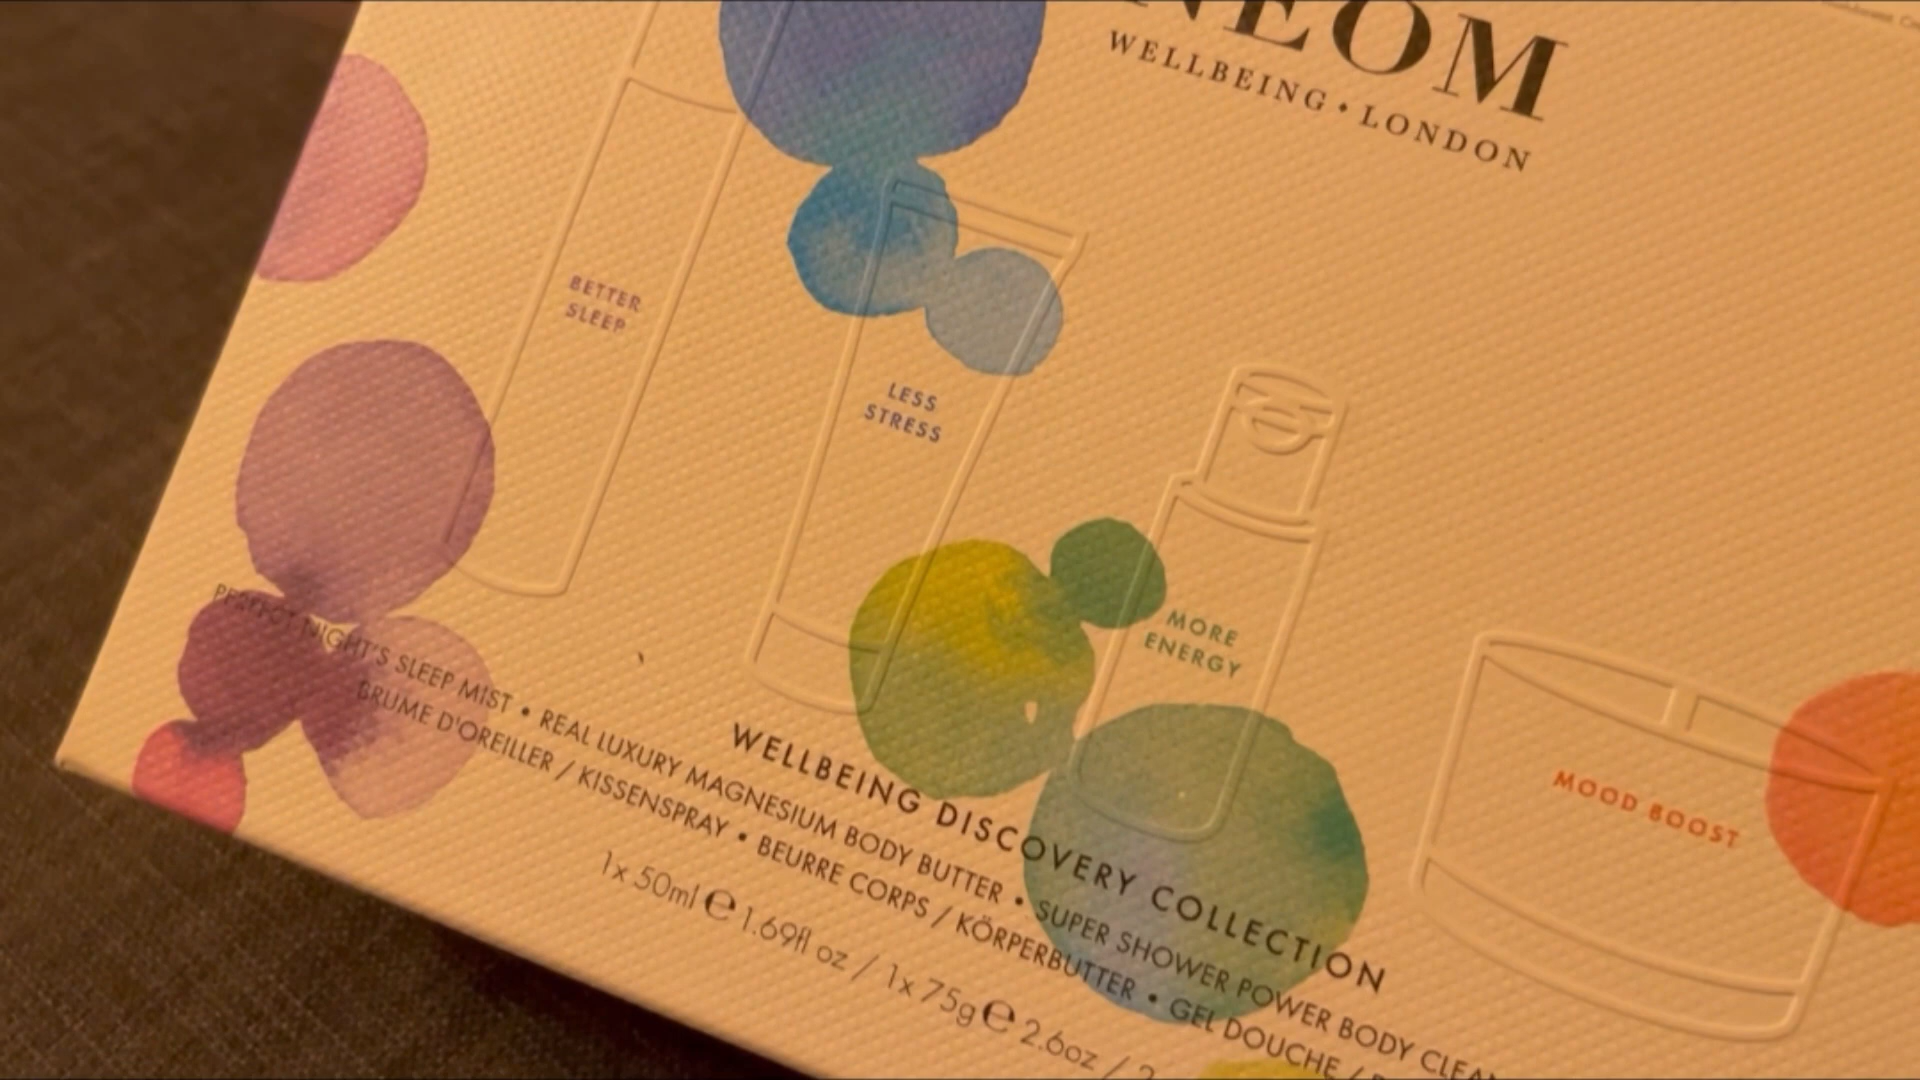 NEOM
WELLBEING • LONDON
BETTER
SLEEP
LESS
STRESS
MORE
ENERGY
MOOD BOOST
WELLBEING DISCOVERY COLLECTION
PERFECT NIGHT'S SLEEP MIST • REAL LUXURY MAGNESIUM BODY BUTTER • SUPER SHOWER POWER BODY
BRUME D'OREILLER / KISSENSPRAY • BEURRE CORPS / KÖRPERBUTTER • GEL DOUCHE /
1x 50ml ℮ 1.69fl oz / 1x 75g ℮ 2.6oz /